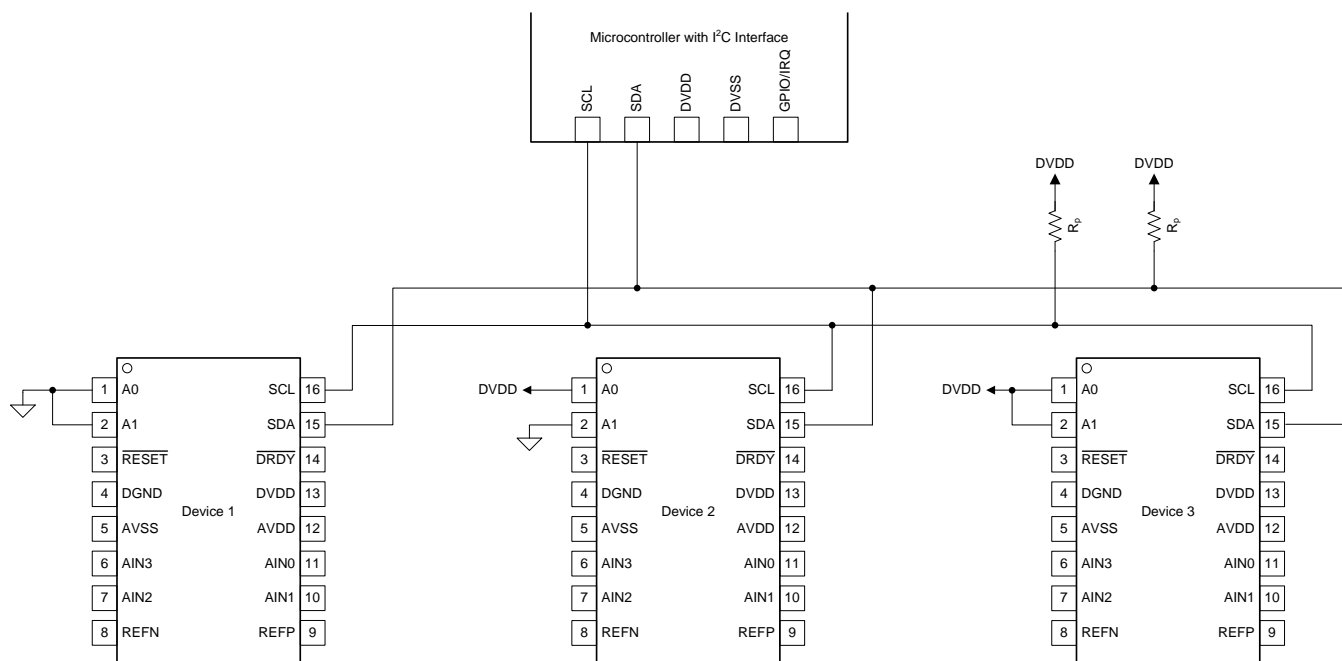 Microcontroller with I²C Interface
SCL
SDA
DVDD
DVSS
GPIO/IRQ
DVDD
DVDD
Rp
Rp
1 A0 SCL 16
2 A1 SDA 15
3 RESET DRDY 14
4 DGND DVDD 13
Device 1
5 AVSS AVDD 12
6 AIN3 AIN0 11
7 AIN2 AIN1 10
8 REFN REFP 9
DVDD 1 A0 SCL 16
2 A1 SDA 15
3 RESET DRDY 14
4 DGND DVDD 13
Device 2
5 AVSS AVDD 12
6 AIN3 AIN0 11
7 AIN2 AIN1 10
8 REFN REFP 9
DVDD 1 A0 SCL 16
2 A1 SDA 15
3 RESET DRDY 14
4 DGND DVDD 13
Device 3
5 AVSS AVDD 12
6 AIN3 AIN0 11
7 AIN2 AIN1 10
8 REFN REFP 9